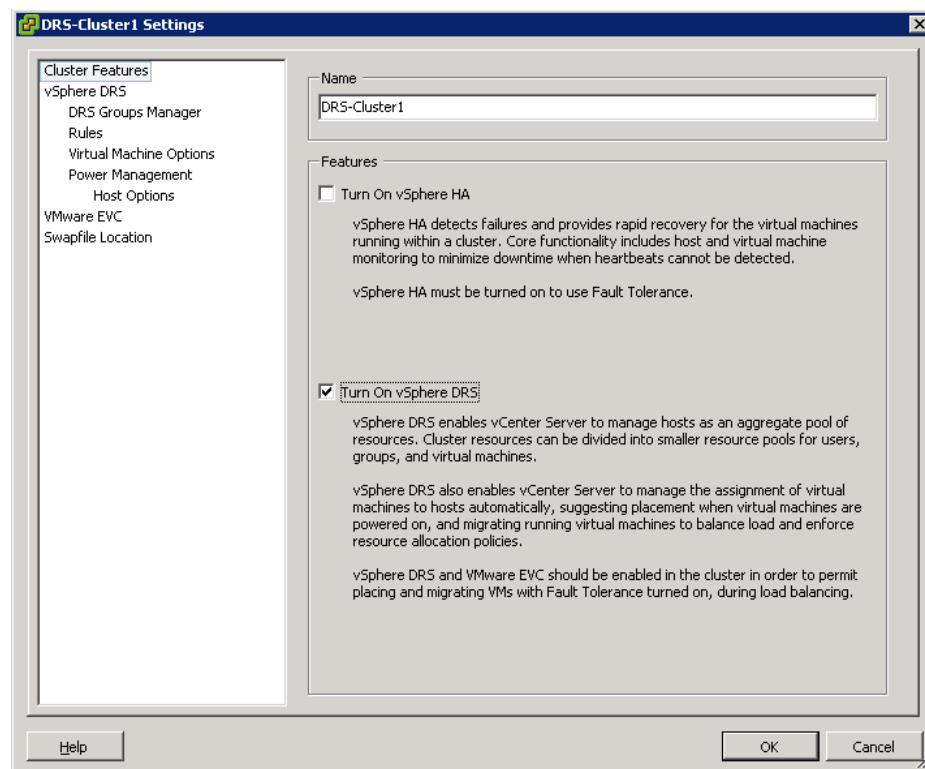 DRS-Cluster1 Settings
Cluster Features
vSphere DRS
DRS Groups Manager
Rules
Virtual Machine Options
Power Management
Host Options
VMware EVC
Swapfile Location
Name
DRS-Cluster1
Features
Turn On vSphere HA
vSphere HA detects failures and provides rapid recovery for the virtual machines
running within a cluster. Core functionality includes host and virtual machine
monitoring to minimize downtime when heartbeats cannot be detected.
vSphere HA must be turned on to use Fault Tolerance.
Turn On vSphere DRS
vSphere DRS enables vCenter Server to manage hosts as an aggregate pool of
resources. Cluster resources can be divided into smaller resource pools for users,
groups, and virtual machines.
vSphere DRS also enables vCenter Server to manage the assignment of virtual
machines to hosts automatically, suggesting placement when virtual machines are
powered on, and migrating running virtual machines to balance load and enforce
resource allocation policies.
vSphere DRS and VMware EVC should be enabled in the cluster in order to permit
placing and migrating VMs with Fault Tolerance turned on, during load balancing.
Help
OK
Cancel